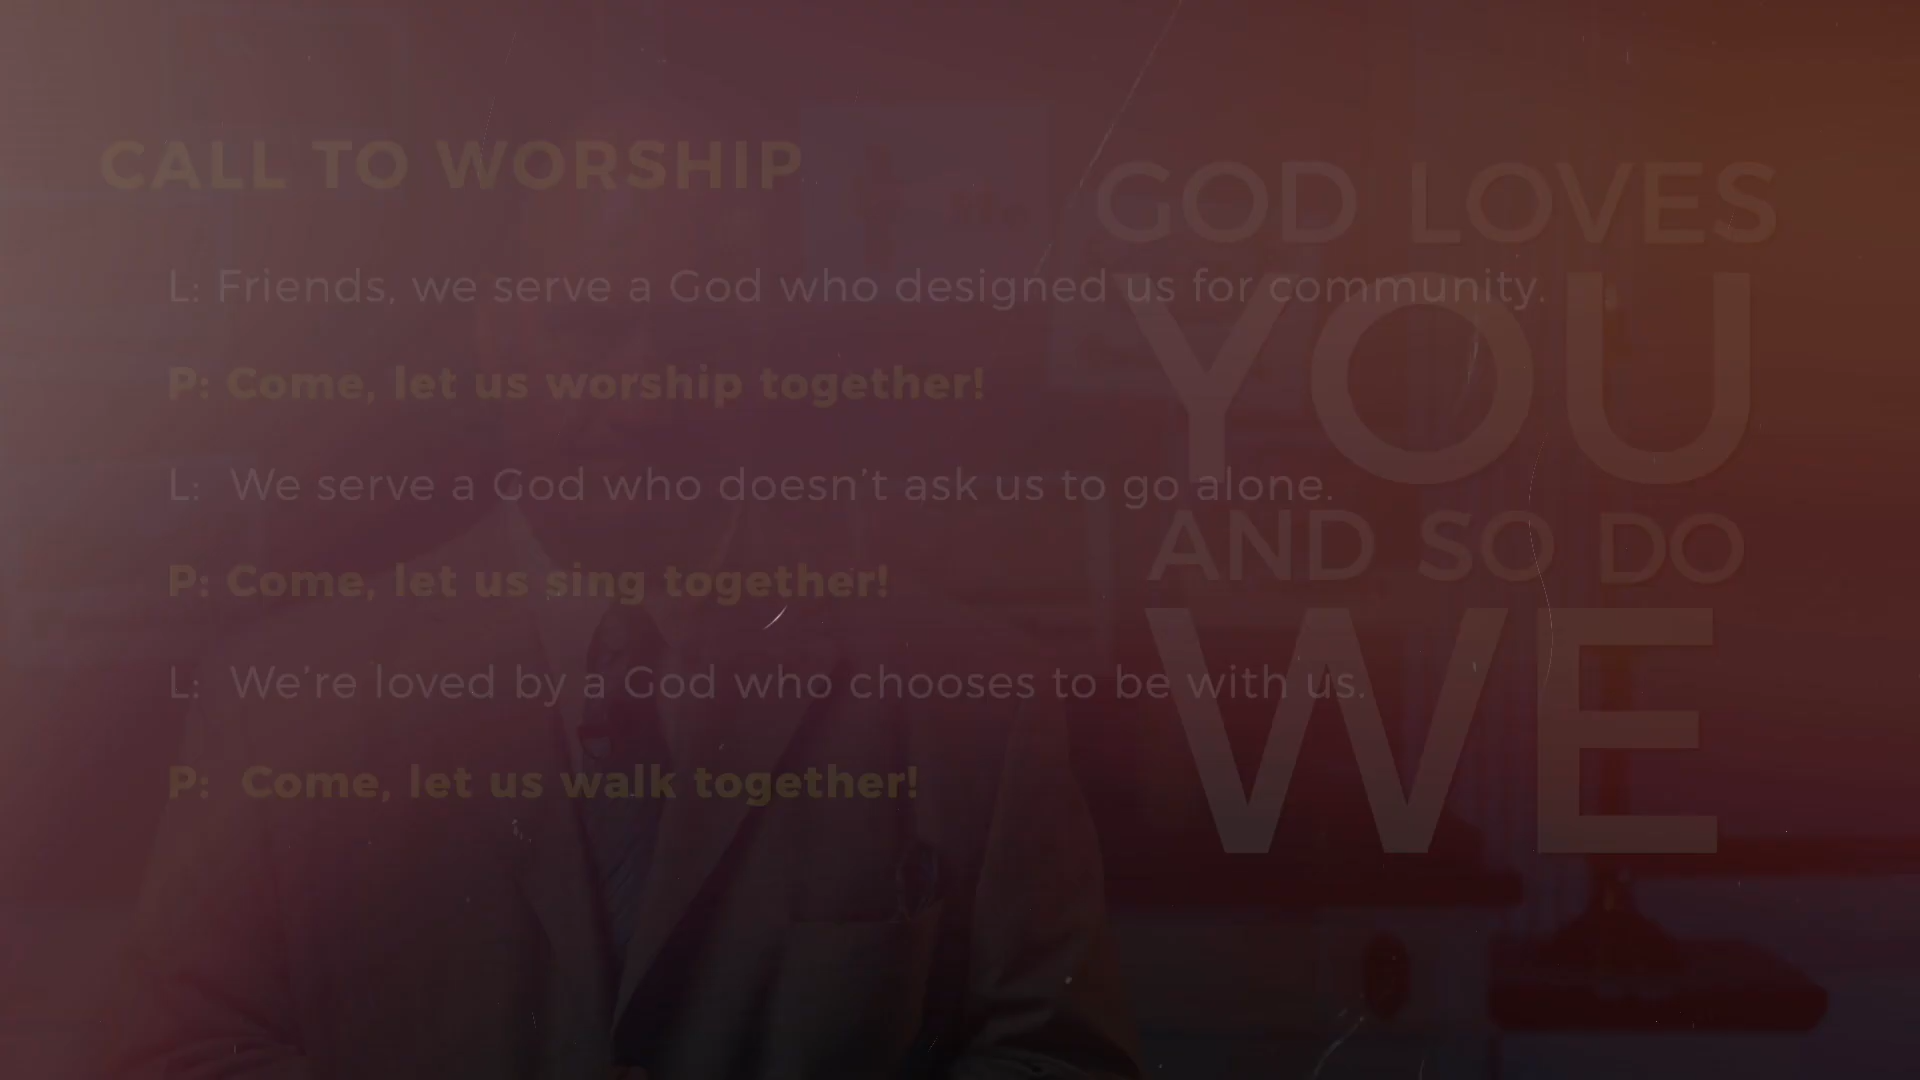 CALL TO WORSHIP
L: Friends, we serve a God who designed us for community.
P: Come, let us worship together!
L: We serve a God who doesn't ask us to go alone.
P: Come, let us sing together!
L: We're loved by a God who chooses to be with us.
P: Come, let us walk together!
GOD LOVES
YOU
AND SO DO
WE